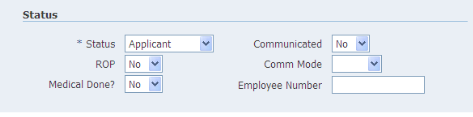 Status
* Status Applicant Communicated No
ROP No Comm Mode
Medical Done? No Employee Number